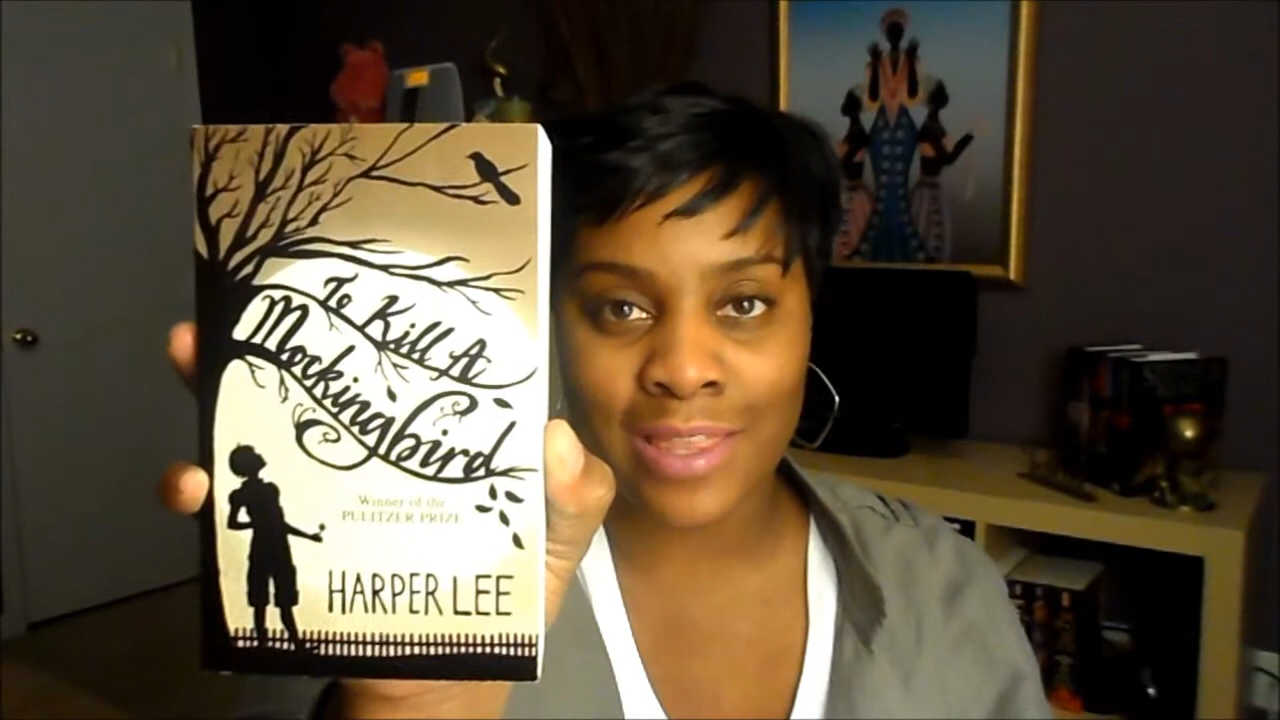 To Kill A
Mockingbird
Winner of the
PULITZER PRIZE
HARPER LEE